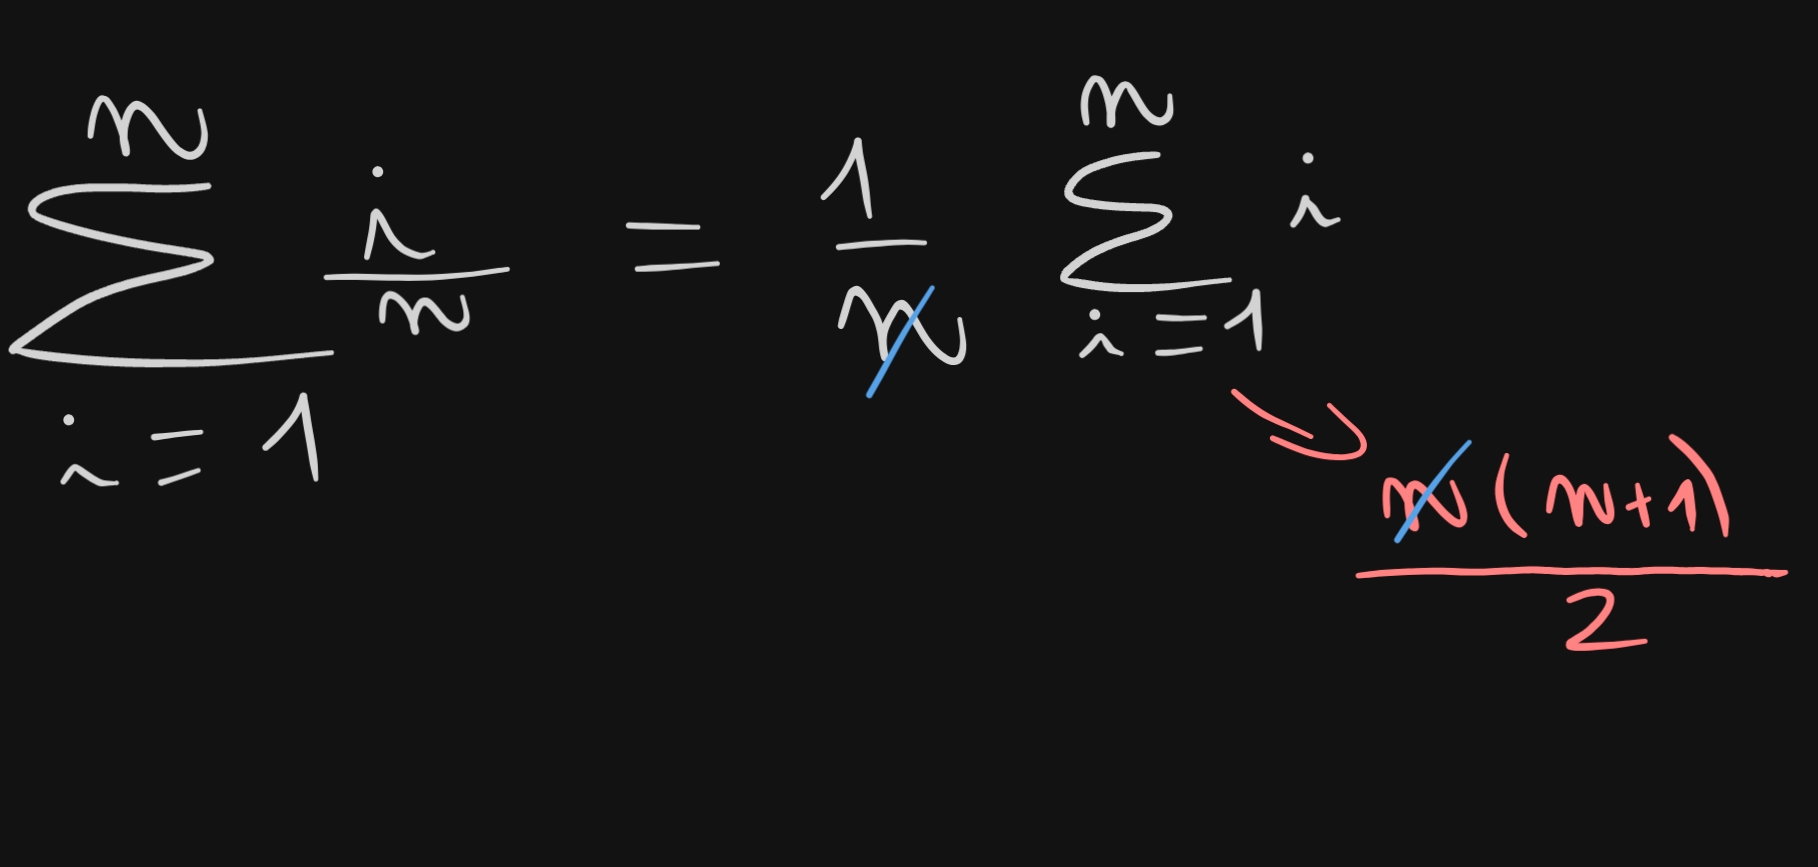 n n
∑ i/n = 1/n ∑ i
i = 1 i = 1
n(n+1)
2